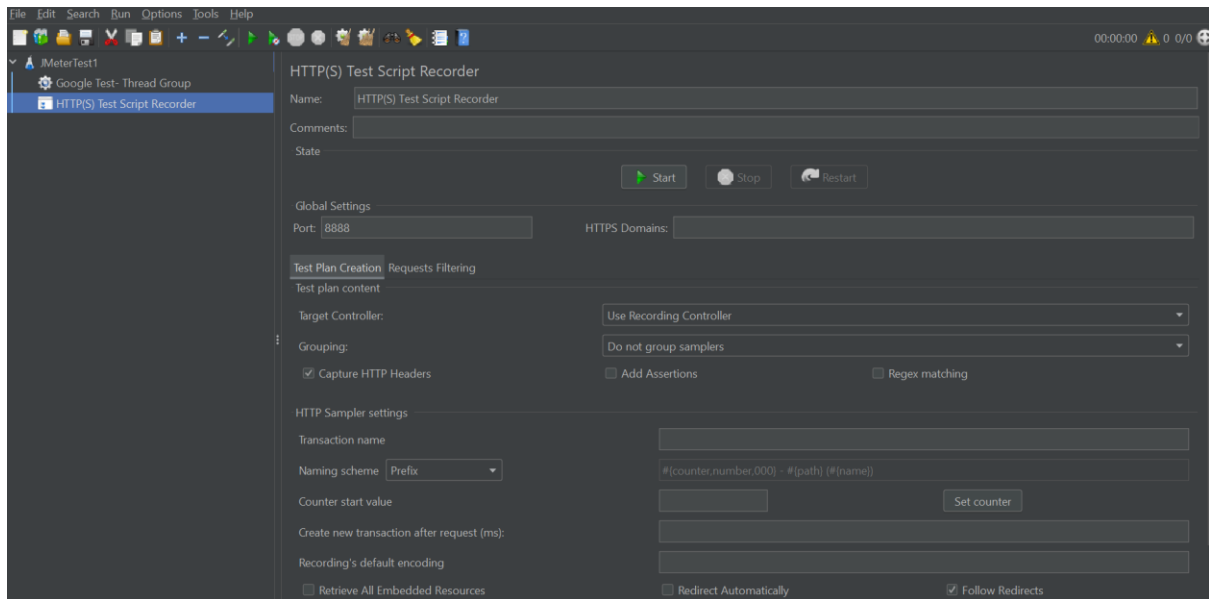 File Edit Search Run Options Tools Help
00:00:00 0 0/0
JMeterTest1
Google Test- Thread Group
HTTP(S) Test Script Recorder
HTTP(S) Test Script Recorder
Name: HTTP(S) Test Script Recorder
Comments:
State
Start Stop Restart
Global Settings
Port: 8888 HTTPS Domains:
Test Plan Creation Requests Filtering
Test plan content
Target Controller: Use Recording Controller
Grouping: Do not group samplers
Capture HTTP Headers Add Assertions Regex matching
HTTP Sampler settings
Transaction name
Naming scheme Prefix #{counter,number,000} - #{path} (#{name})
Counter start value Set counter
Create new transaction after request (ms):
Recording's default encoding
Retrieve All Embedded Resources Redirect Automatically Follow Redirects